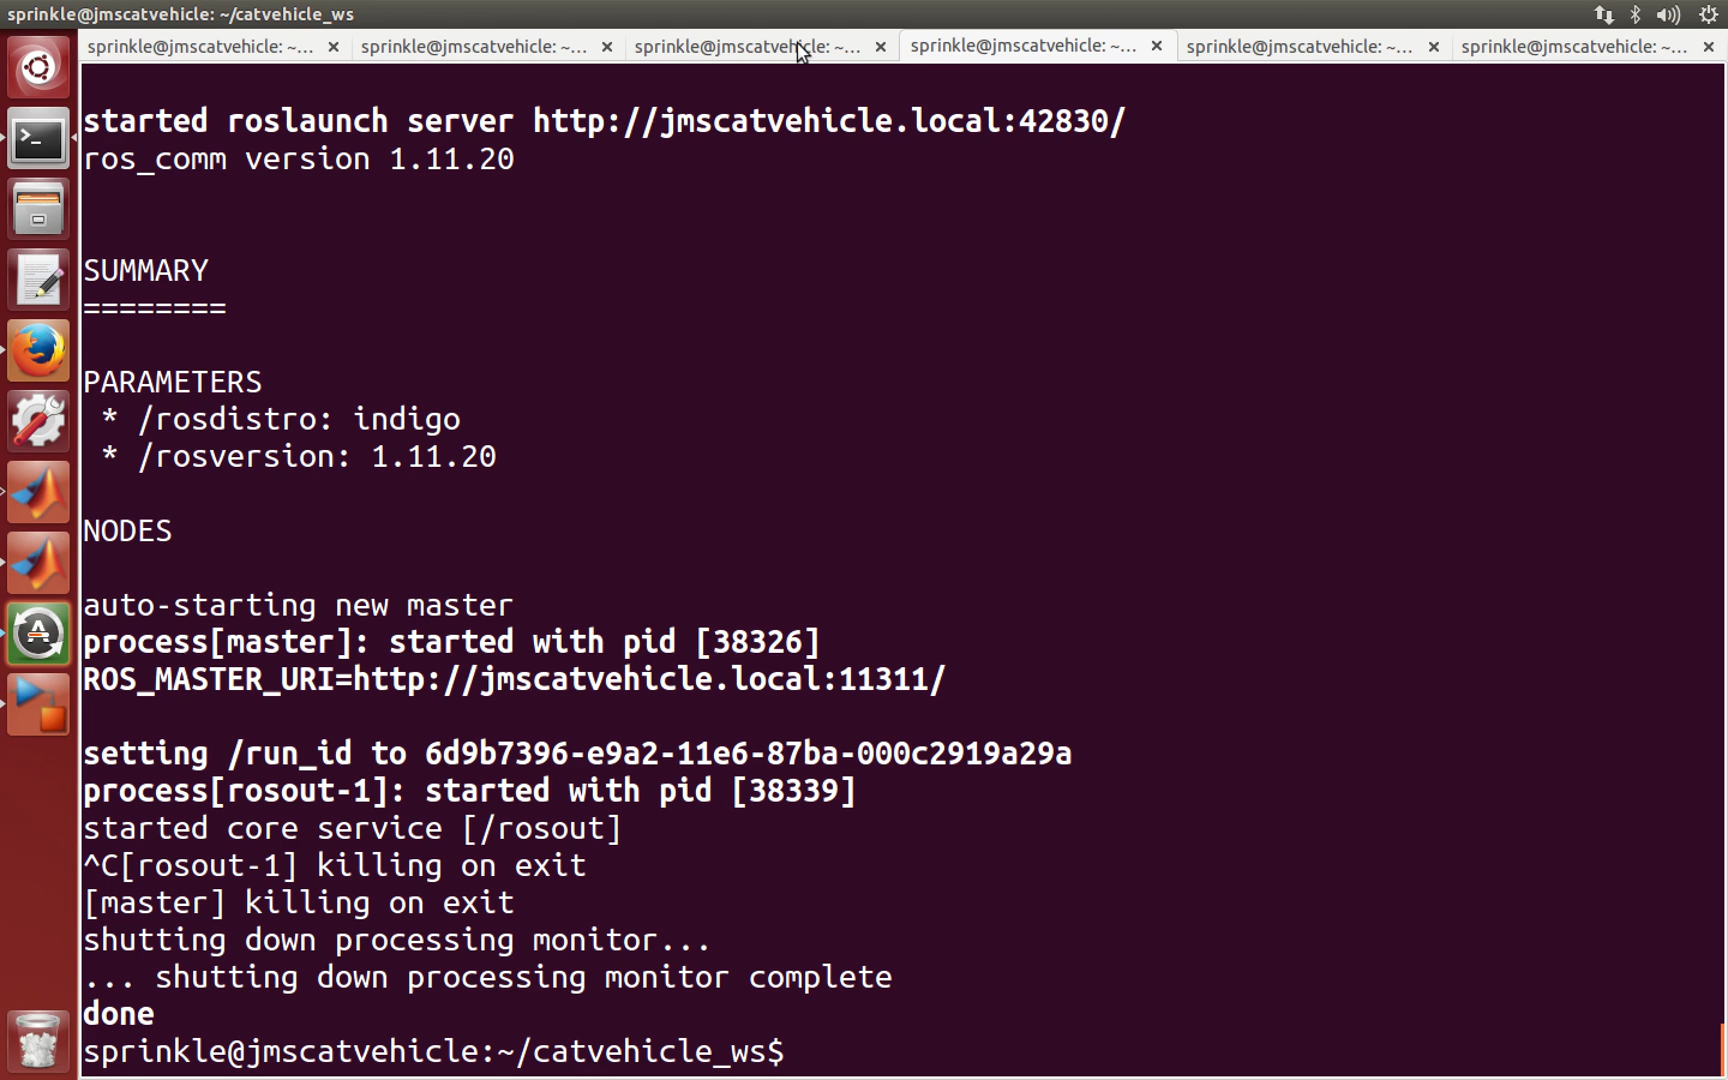 sprinkle@jmscatvehicle: ~/catvehicle_ws
sprinkle@jmscatvehicle: ~... sprinkle@jmscatvehicle: ~... sprinkle@jmscatvehicle: ~... sprinkle@jmscatvehicle: ~... sprinkle@jmscatvehicle: ~... sprinkle@jmscatvehicle: ~...
started roslaunch server http://jmscatvehicle.local:42830/
ros_comm version 1.11.20
SUMMARY
========
PARAMETERS
* /rosdistro: indigo
* /rosversion: 1.11.20
NODES
auto-starting new master
process[master]: started with pid [38326]
ROS_MASTER_URI=http://jmscatvehicle.local:11311/
setting /run_id to 6d9b7396-e9a2-11e6-87ba-000c2919a29a
process[rosout-1]: started with pid [38339]
started core service [/rosout]
^C[rosout-1] killing on exit
[master] killing on exit
shutting down processing monitor...
... shutting down processing monitor complete
done
sprinkle@jmscatvehicle:~/catvehicle_ws$